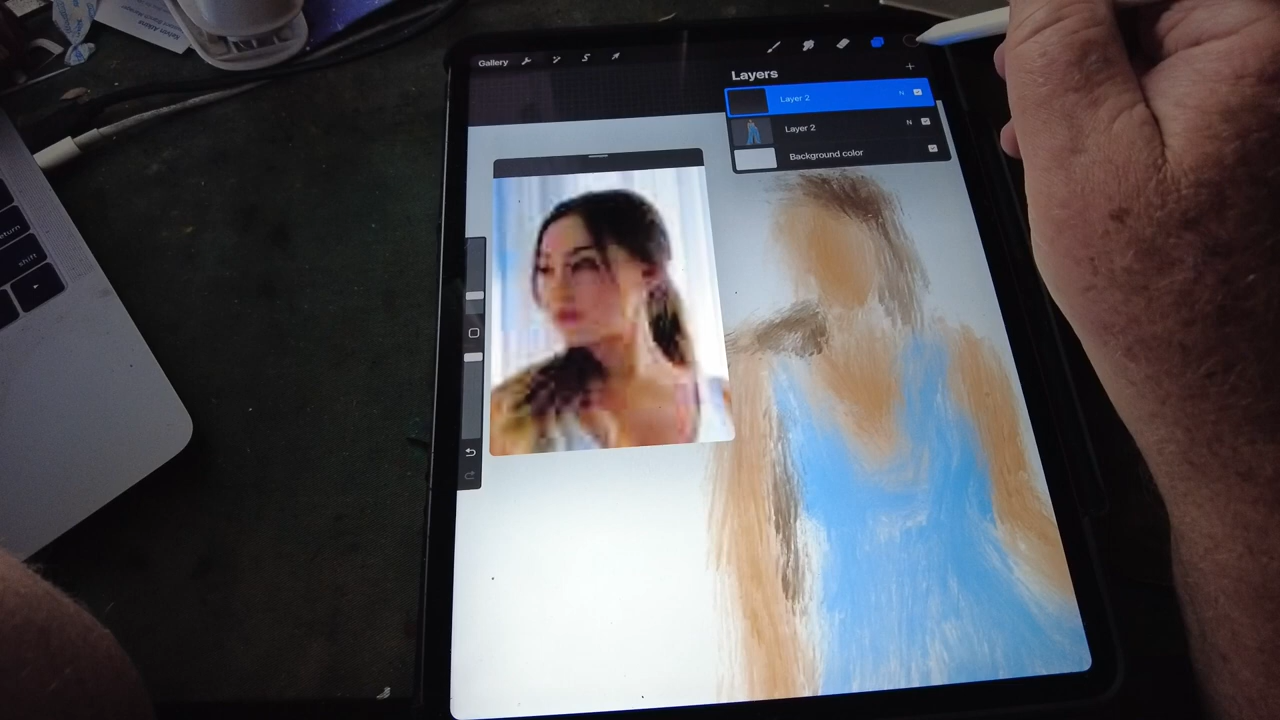 Gallery
Layers
Layer 2
N
Layer 2
N
Background color
return
shift